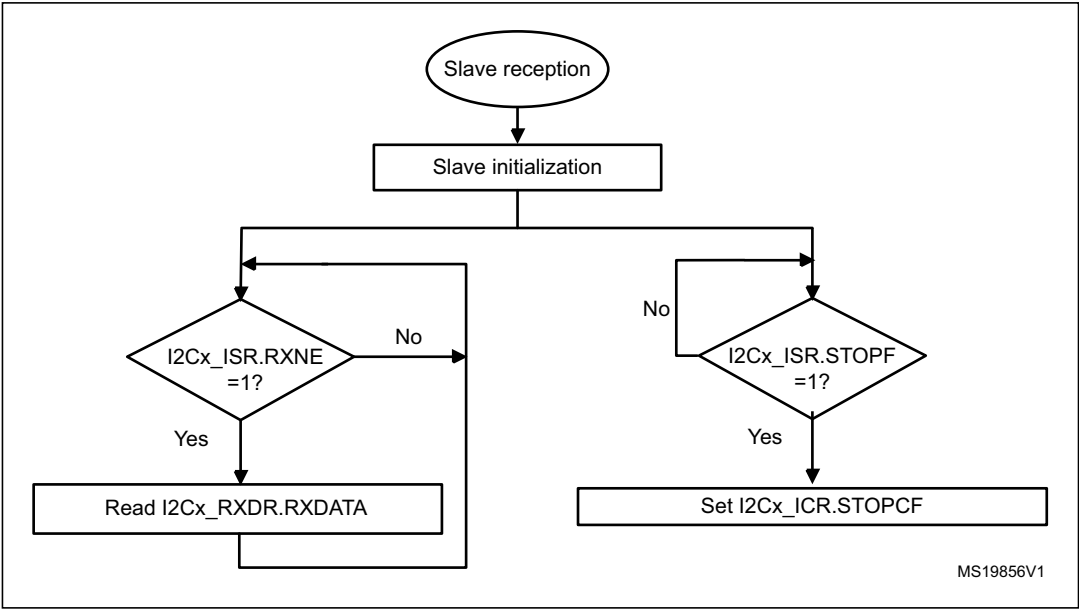 Slave reception
Slave initialization
No
No
I2Cx_ISR.RXNE
=1?
I2Cx_ISR.STOPF
=1?
Yes
Yes
Read I2Cx_RXDR.RXDATA
Set I2Cx_ICR.STOPCF
MS19856V1